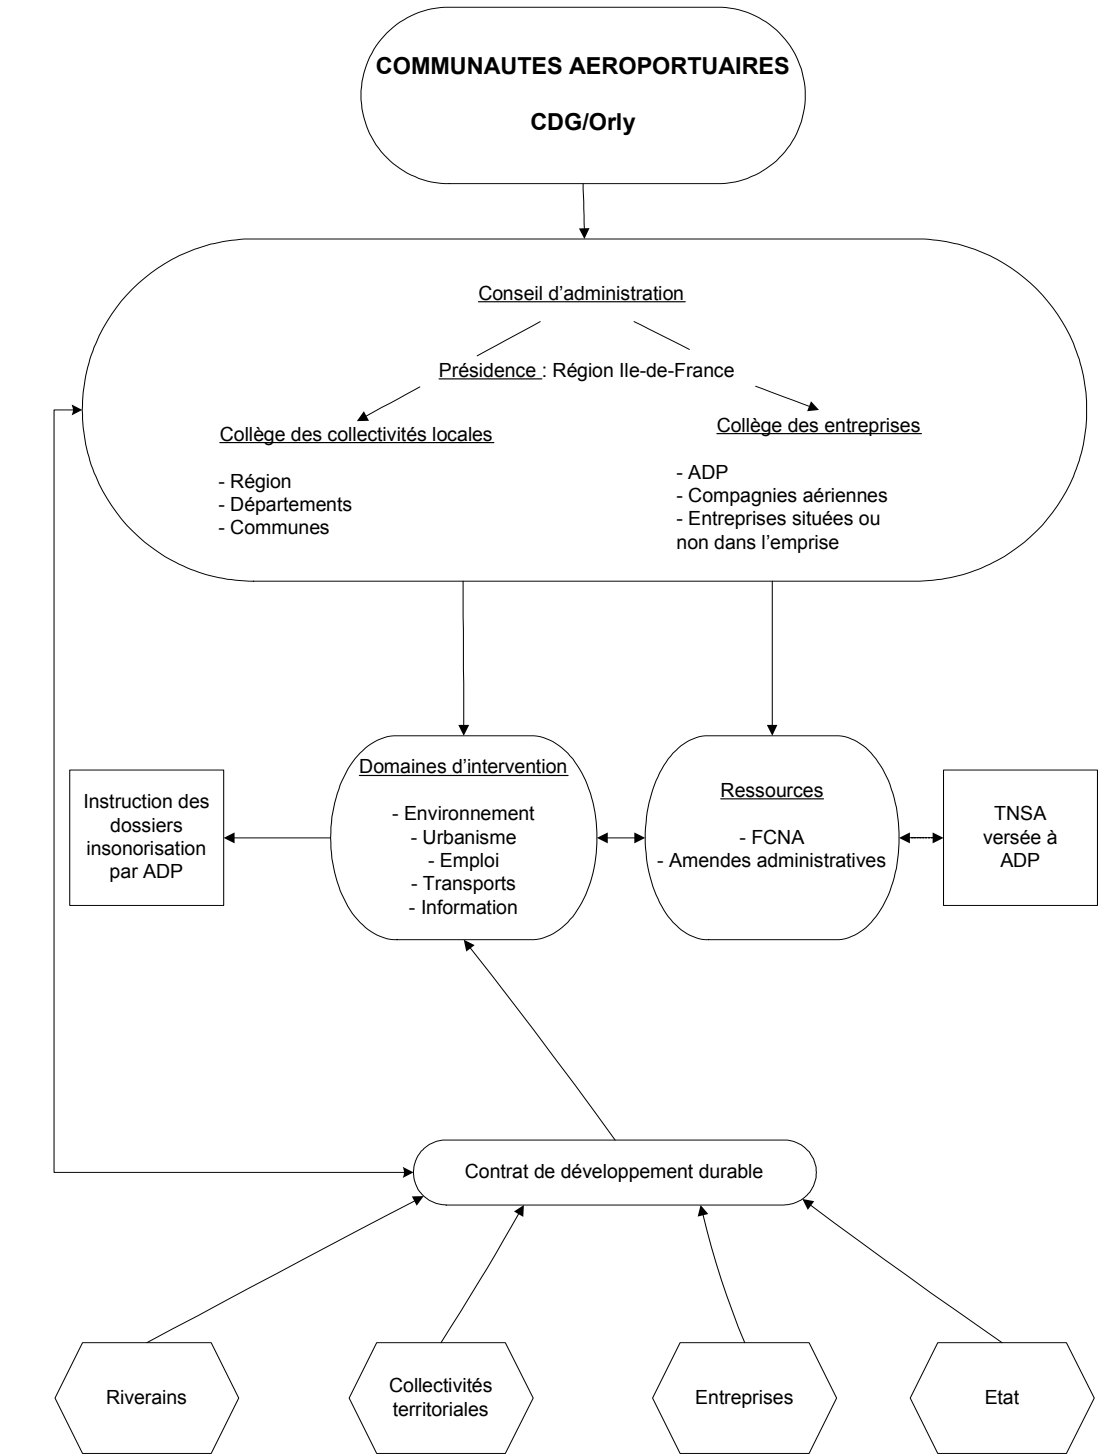 COMMUNAUTES AEROPORTUAIRES
CDG/Orly
Conseil d'administration
Présidence : Région Ile-de-France
Collège des collectivités locales
- Région
- Départements
- Communes
Collège des entreprises
- ADP
- Compagnies aériennes
- Entreprises situées ou
non dans l'emprise
Instruction des
dossiers
insonorisation
par ADP
Domaines d'intervention
- Environnement
- Urbanisme
- Emploi
- Transports
- Information
Ressources
- FCNA
- Amendes administratives
TNSA
versée à
ADP
Contrat de développement durable
Riverains
Collectivités
territoriales
Entreprises
Etat